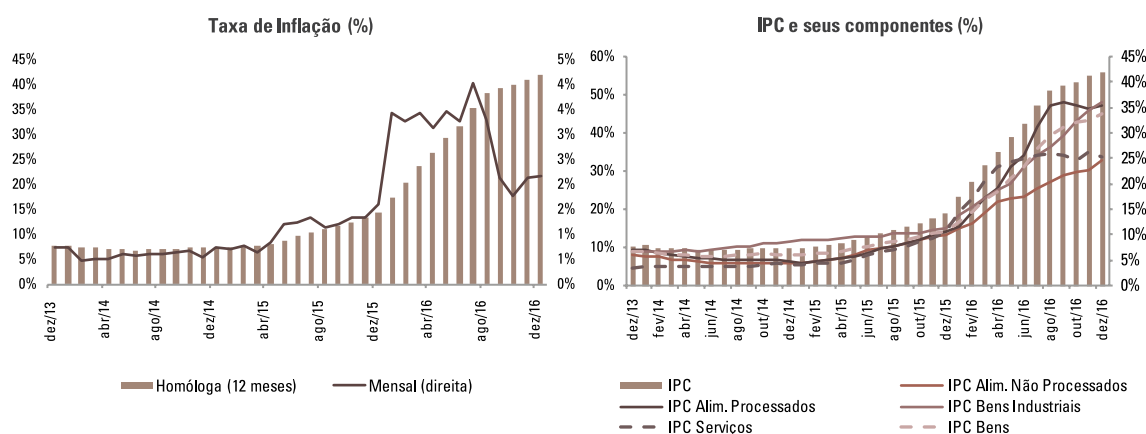 Taxa de Inflação (%)
45%
40%
35%
30%
25%
20%
15%
10%
5%
0%
5%
4%
4%
3%
3%
2%
2%
1%
1%
0%
dez/13
abr/14
ago/14
dez/14
abr/15
ago/15
dez/15
abr/16
ago/16
dez/16
Homóloga (12 meses)
Mensal (direita)
IPC e seus componentes (%)
60%
50%
40%
30%
20%
10%
0%
45%
40%
35%
30%
25%
20%
15%
10%
5%
0%
dez/13
fev/14
abr/14
jun/14
ago/14
out/14
dez/14
fev/15
abr/15
jun/15
ago/15
out/15
dez/15
fev/16
abr/16
jun/16
ago/16
out/16
dez/16
IPC
IPC Alim. Não Processados
IPC Alim. Processados
IPC Bens Industriais
IPC Serviços
IPC Bens